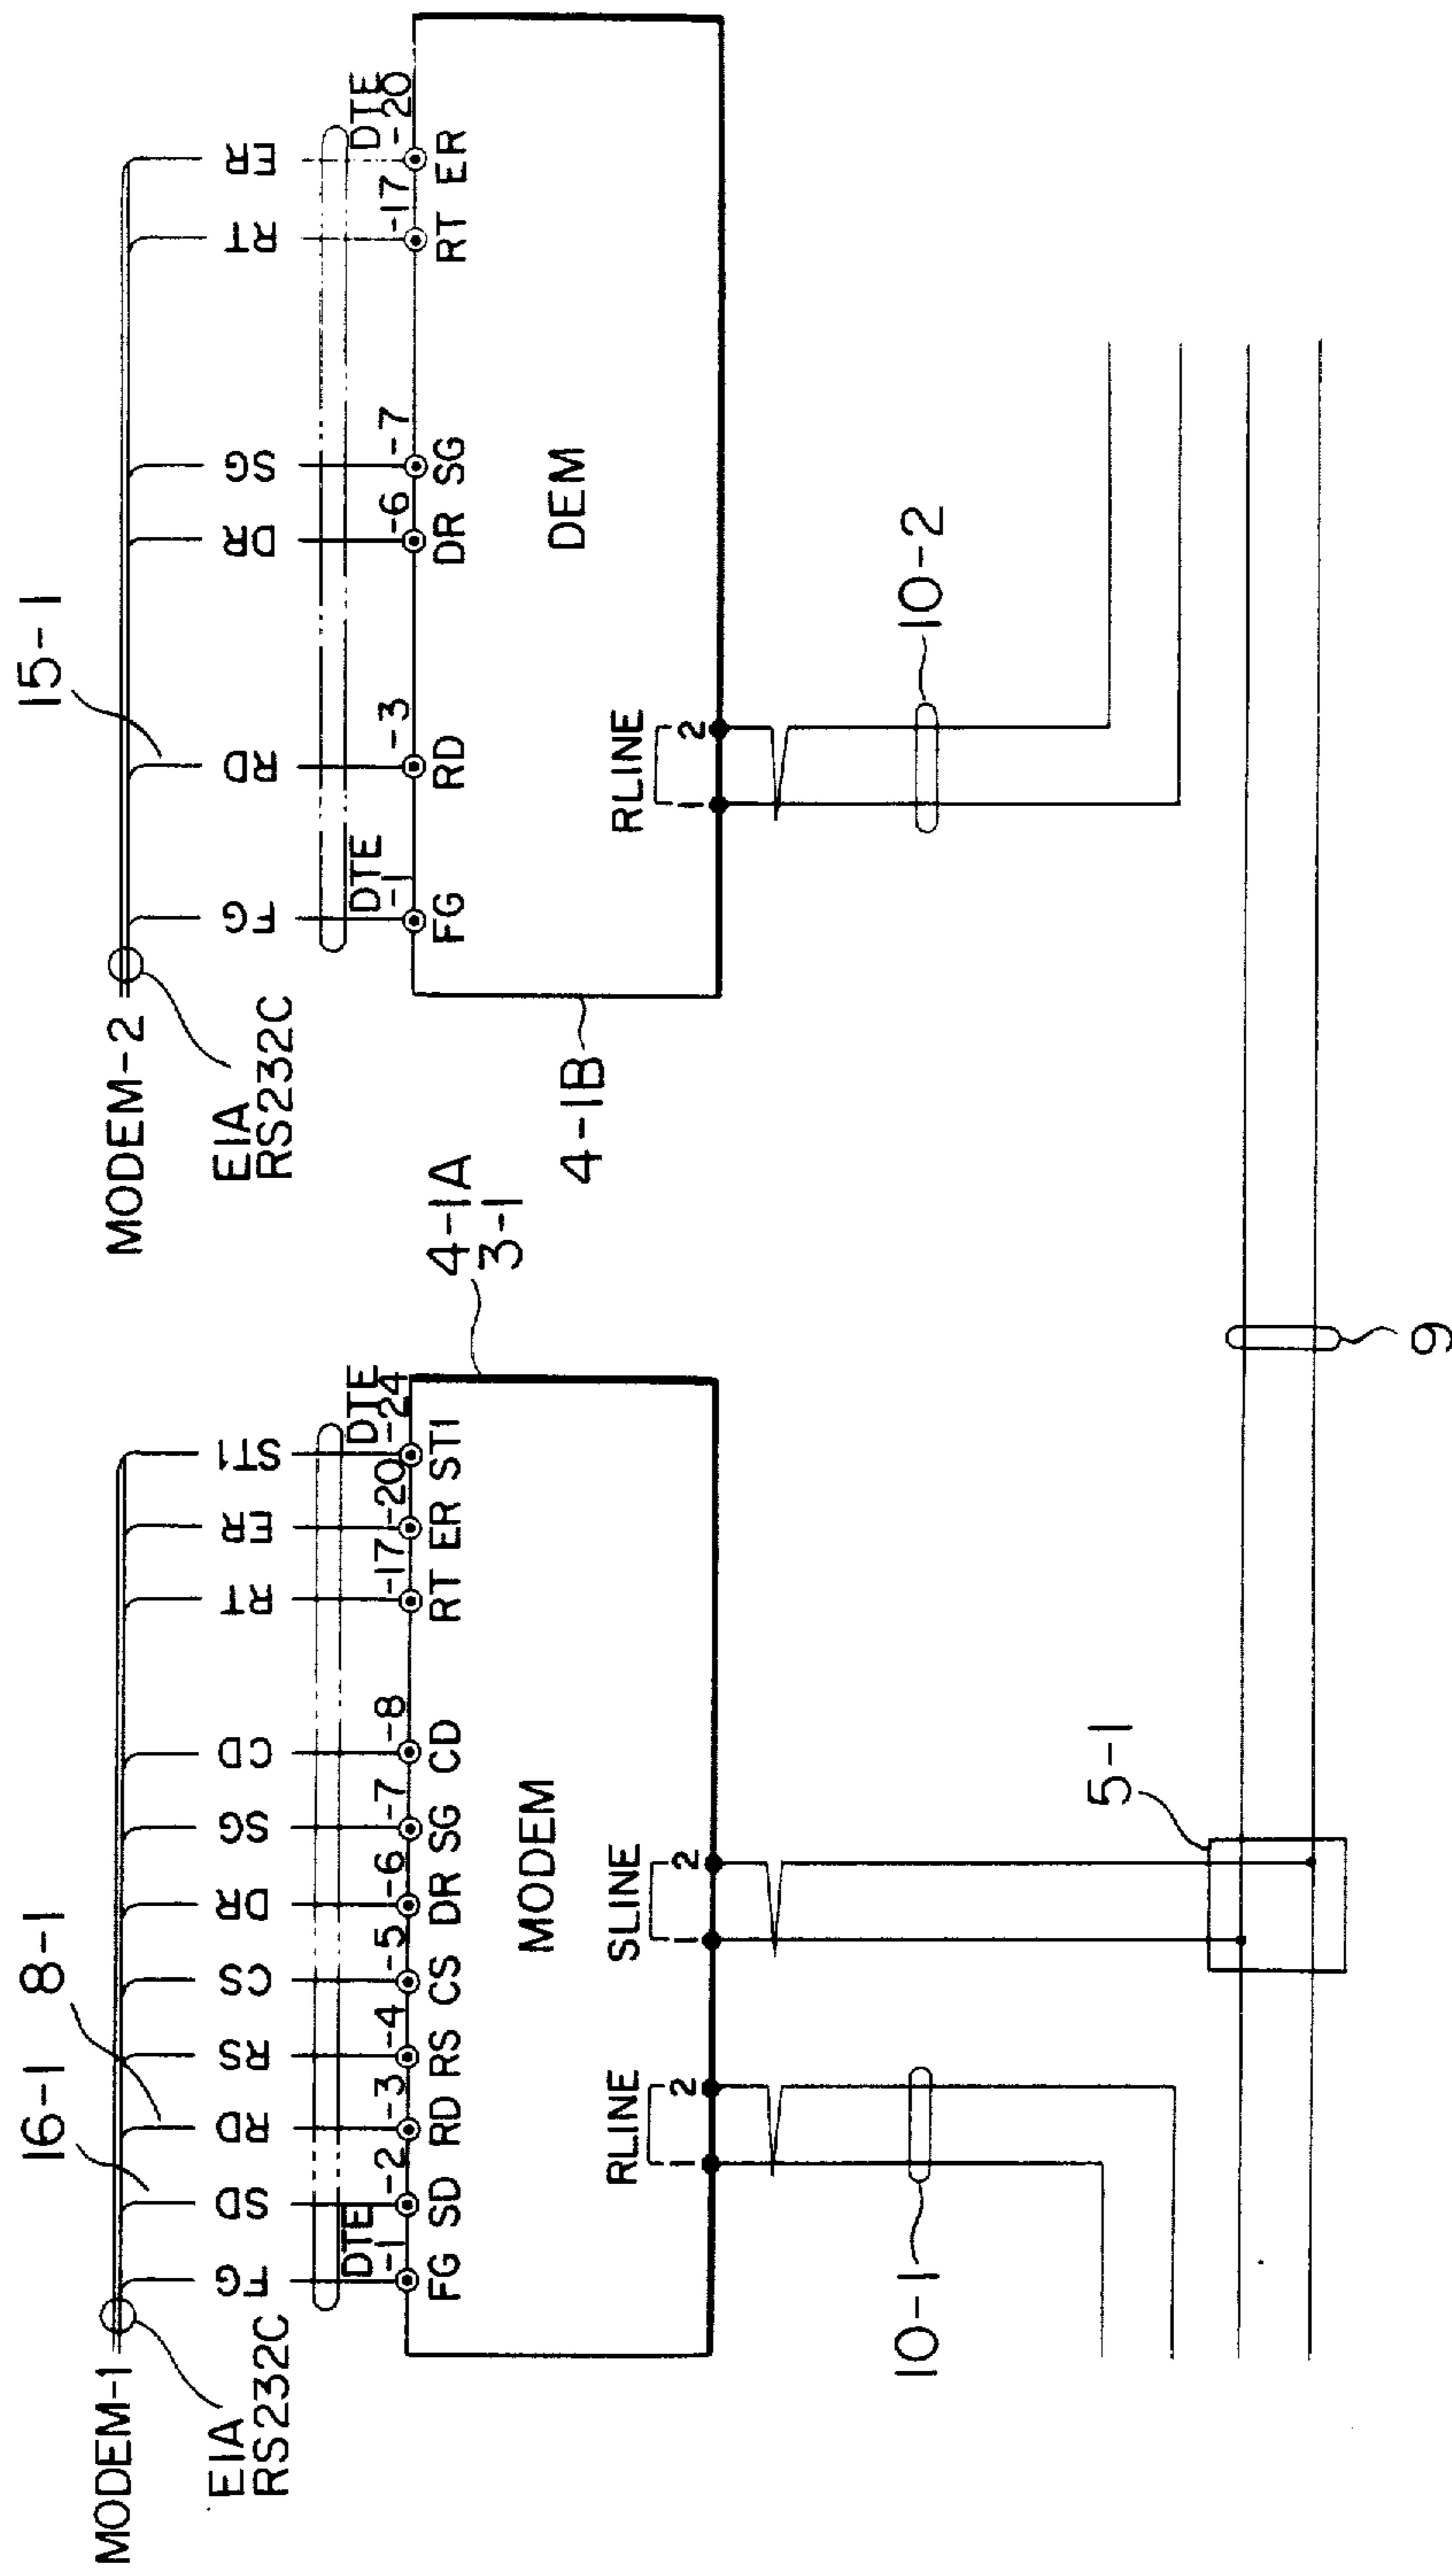 MODEM-1
EIA
RS232C
16-1
8-1
FG
SD
RD
RS
CS
DR
SG
CD
RT
ER
ST1
DTE
-1
-2
-3
-4
-5
-6
-7
-8
-17
-20
DTE
-24
FG
SD
RD
RS
CS
DR
SG
CD
RT
ER
ST1
MODEM
RLINE
1
2
SLINE
1
2
4-1A
3-1
10-1
5-1
9
MODEM-2
EIA
RS232C
15-1
FG
RD
DR
SG
RT
ER
DTE
-1
-3
-6
-7
-17
DTE
-20
FG
RD
DR
SG
RT
ER
DEM
RLINE
1
2
4-1B
10-2